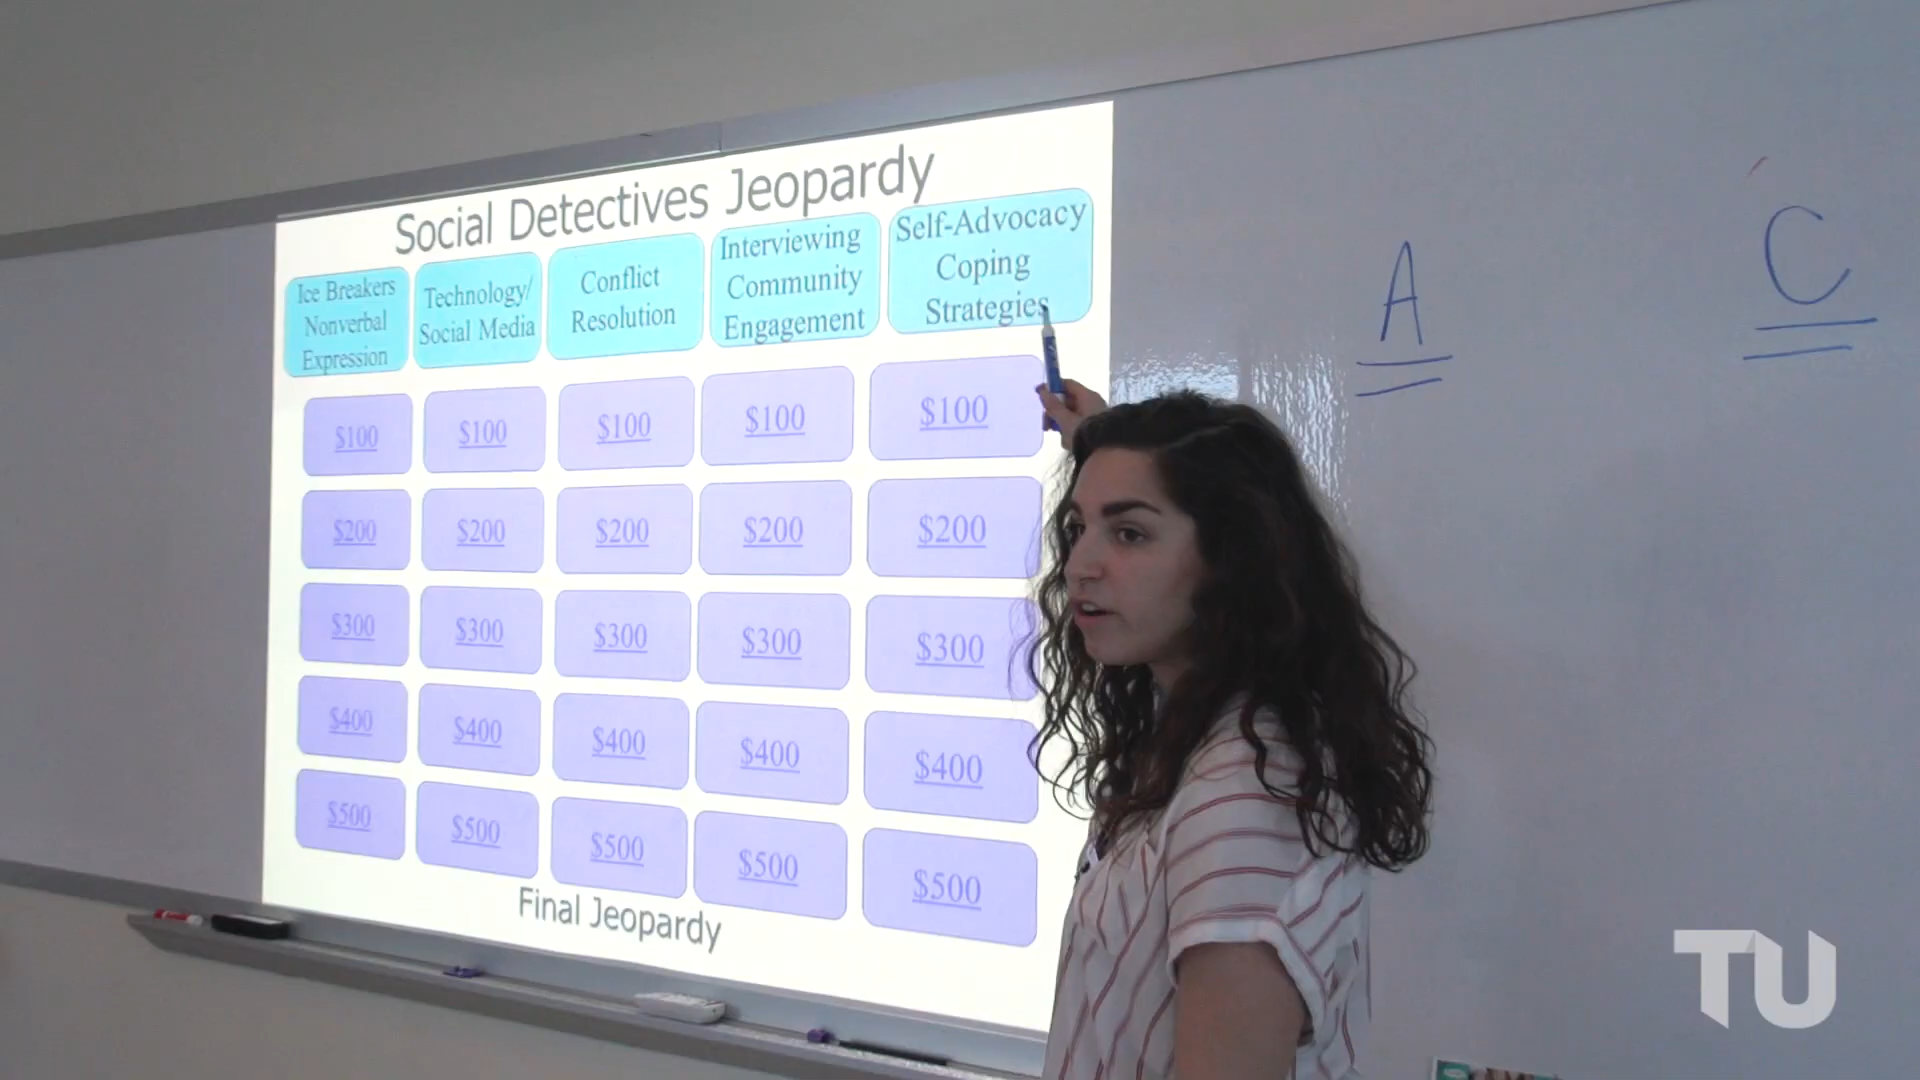 Social Detectives Jeopardy
Ice Breakers
Nonverbal
Expression
Technology/
Social Media
Conflict
Resolution
Interviewing
Community
Engagement
Self-Advocacy
Coping
Strategies
$100 $100 $100 $100 $100
$200 $200 $200 $200 $200
$300 $300 $300 $300 $300
$400 $400 $400 $400 $400
$500 $500 $500 $500 $500
Final Jeopardy
A
C
TU